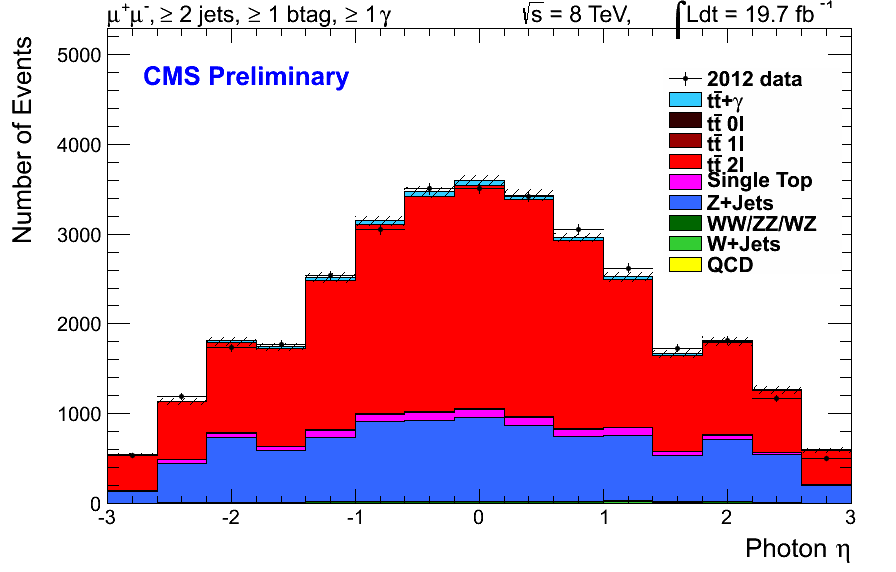 μ⁺μ⁻, ≥ 2 jets, ≥ 1 btag, ≥ 1 γ √s = 8 TeV, ∫Ldt = 19.7 fb⁻¹
CMS Preliminary
2012 data
tt̄+γ
tt̄ 0l
tt̄ 1l
tt̄ 2l
Single Top
Z+Jets
WW/ZZ/WZ
W+Jets
QCD
Number of Events
5000
4000
3000
2000
1000
0
-3 -2 -1 0 1 2 3
Photon η